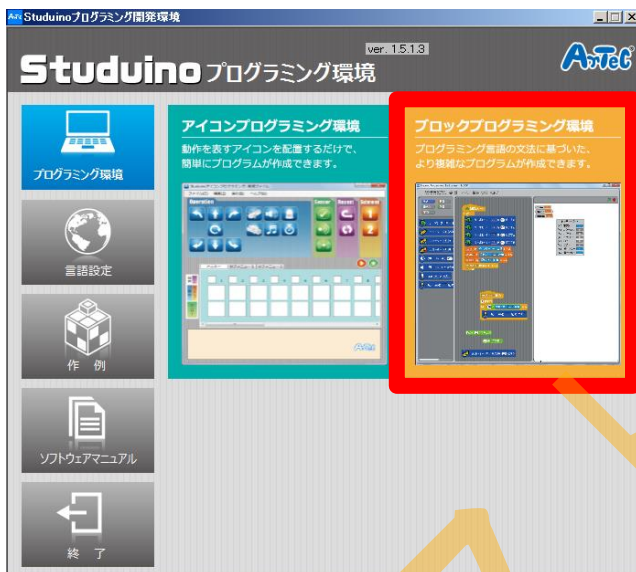 Studuinoプログラミング開発環境
ver. 1.5.1.3
Studuino プログラミング環境
ArTeC
プログラミング環境
言語設定
作 例
ソフトウェアマニュアル
終 了
アイコンプログラミング環境
動作を表すアイコンを配置するだけで、
簡単にプログラムが作成できます。
ブロックプログラミング環境
プログラミング言語の文法に基づいた、
より複雑なプログラムが作成できます。